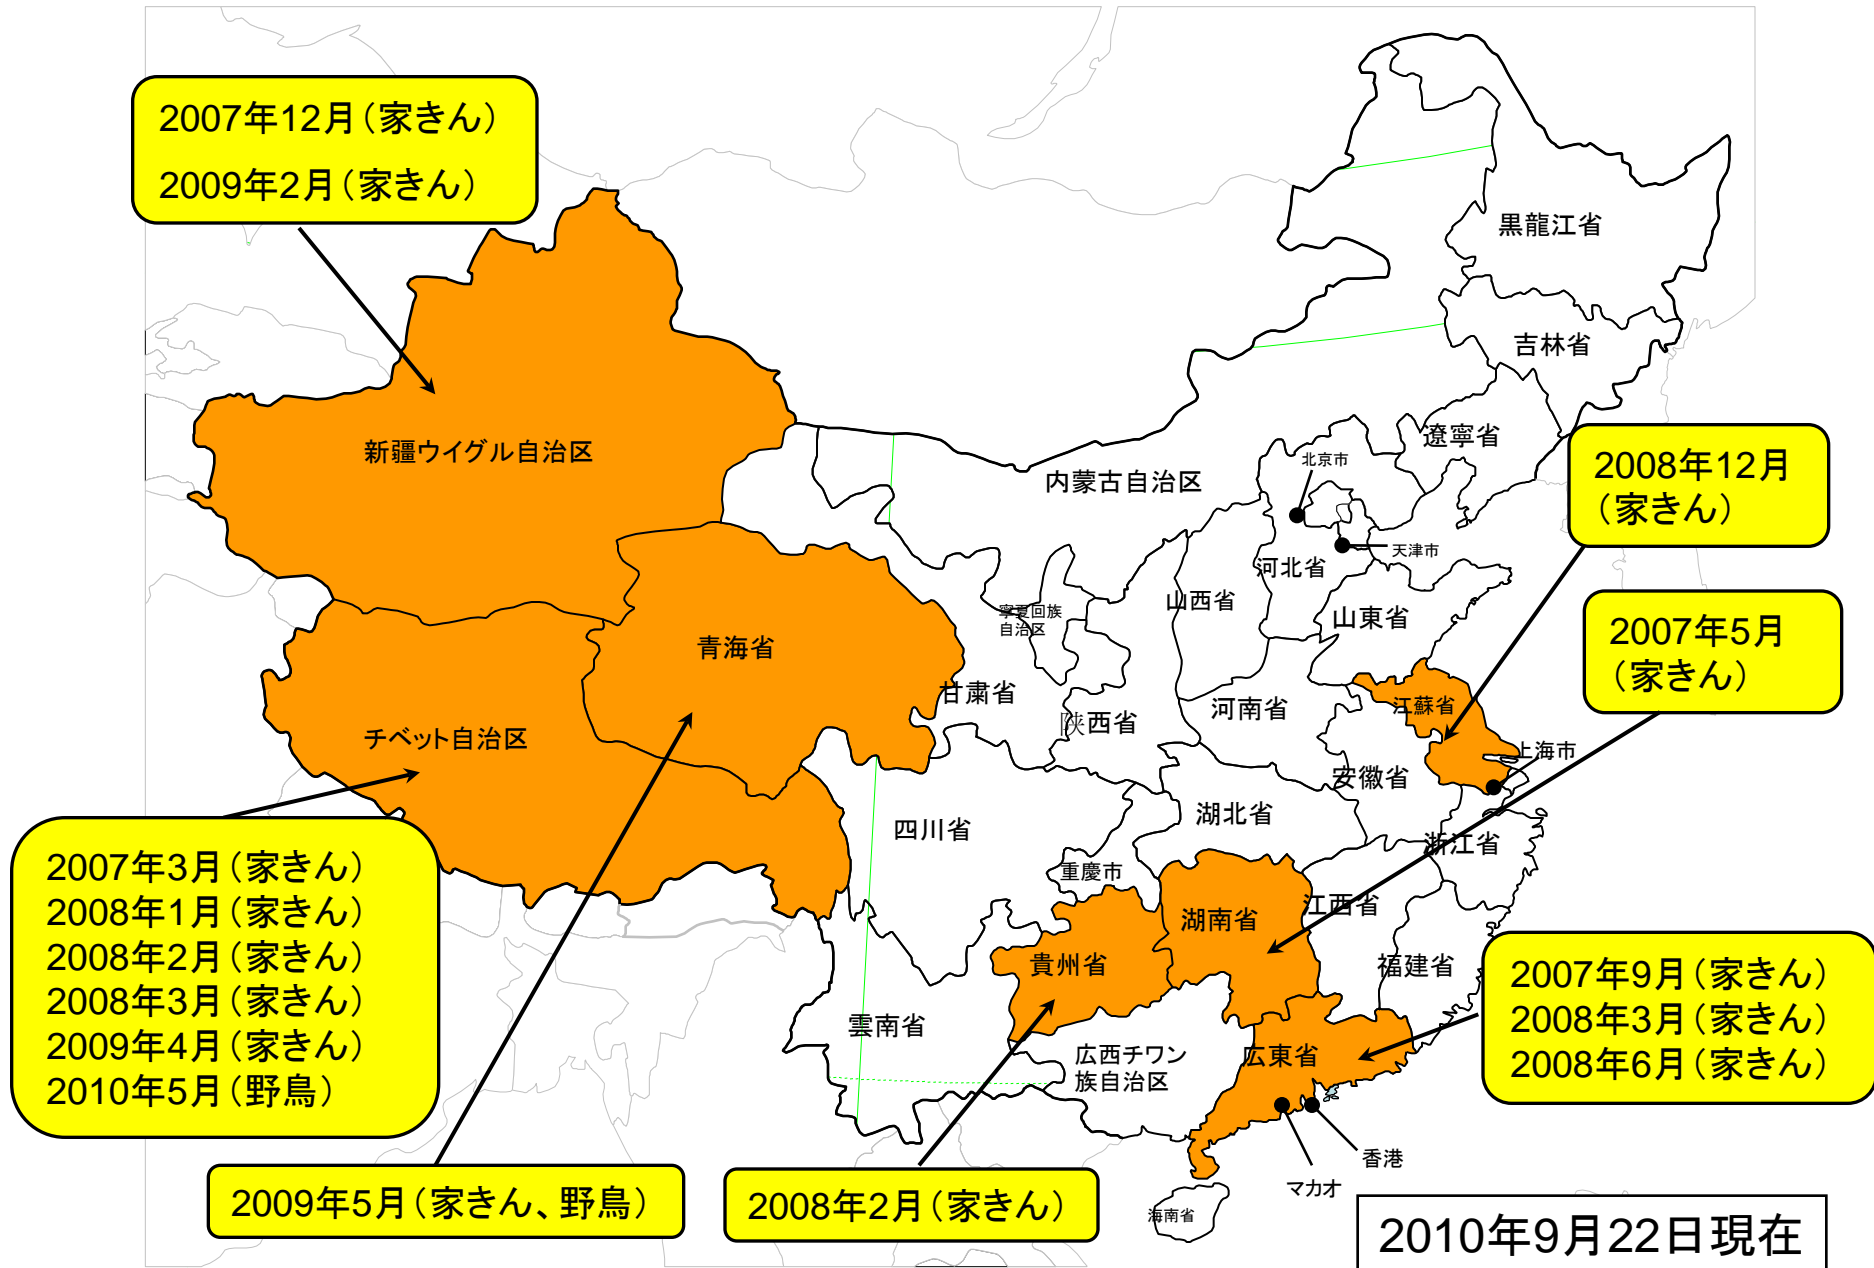 2007年12月（家きん）
2009年2月（家きん）
黒龍江省
吉林省
遼寧省
北京市
内蒙古自治区
新疆ウイグル自治区
2008年12月
（家きん）
天津市
河北省
山西省
寧夏回族
自治区
山東省
青海省
2007年5月
（家きん）
甘粛省
陕西省
河南省
江蘇省
チベット自治区
上海市
安徽省
湖北省
四川省
浙江省
重慶市
2007年3月（家きん）
2008年1月（家きん）
2008年2月（家きん）
2008年3月（家きん）
2009年4月（家きん）
2010年5月（野鳥）
湖南省
江西省
貴州省
福建省
2007年9月（家きん）
2008年3月（家きん）
2008年6月（家きん）
雲南省
広西チワン
族自治区
広東省
香港
マカオ
海南省
2009年5月（家きん、野鳥）
2008年2月（家きん）
2010年9月22日現在